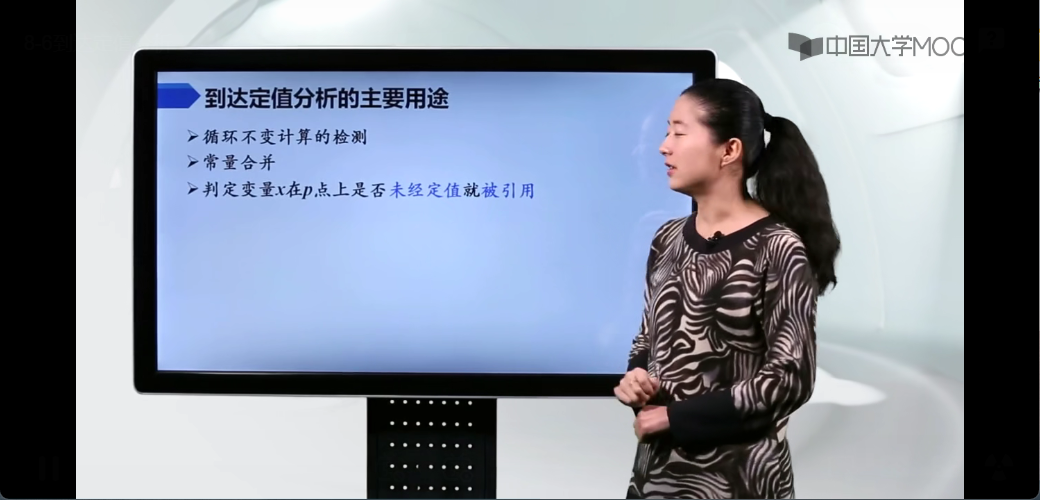 中国大学MOO
到达定值分析的主要用途
➢循环不变计算的检测
➢常量合并
➢判定变量x在p点上是否未经定值就被引用